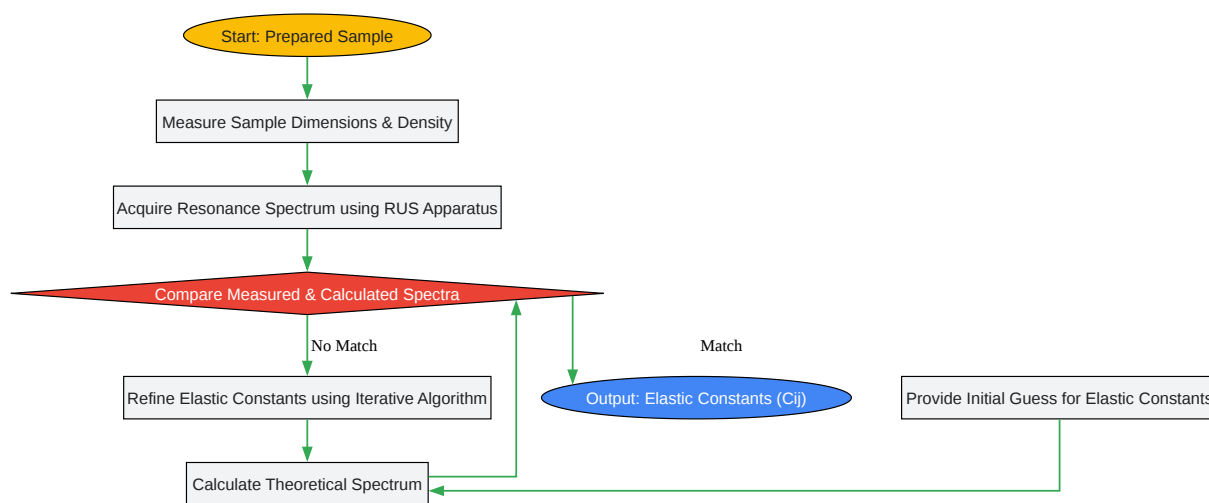 Start: Prepared Sample
Measure Sample Dimensions & Density
Acquire Resonance Spectrum using RUS Apparatus
Compare Measured & Calculated Spectra
No Match
Match
Refine Elastic Constants using Iterative Algorithm
Output: Elastic Constants (Cij)
Provide Initial Guess for Elastic Constants
Calculate Theoretical Spectrum